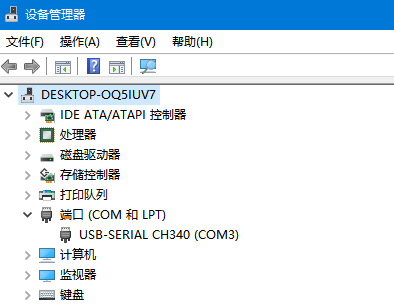 设备管理器
文件(F) 操作(A) 查看(V) 帮助(H)
DESKTOP-OQ5IUV7
IDE ATA/ATAPI 控制器
处理器
磁盘驱动器
存储控制器
打印队列
端口 (COM 和 LPT)
USB-SERIAL CH340 (COM3)
计算机
监视器
键盘